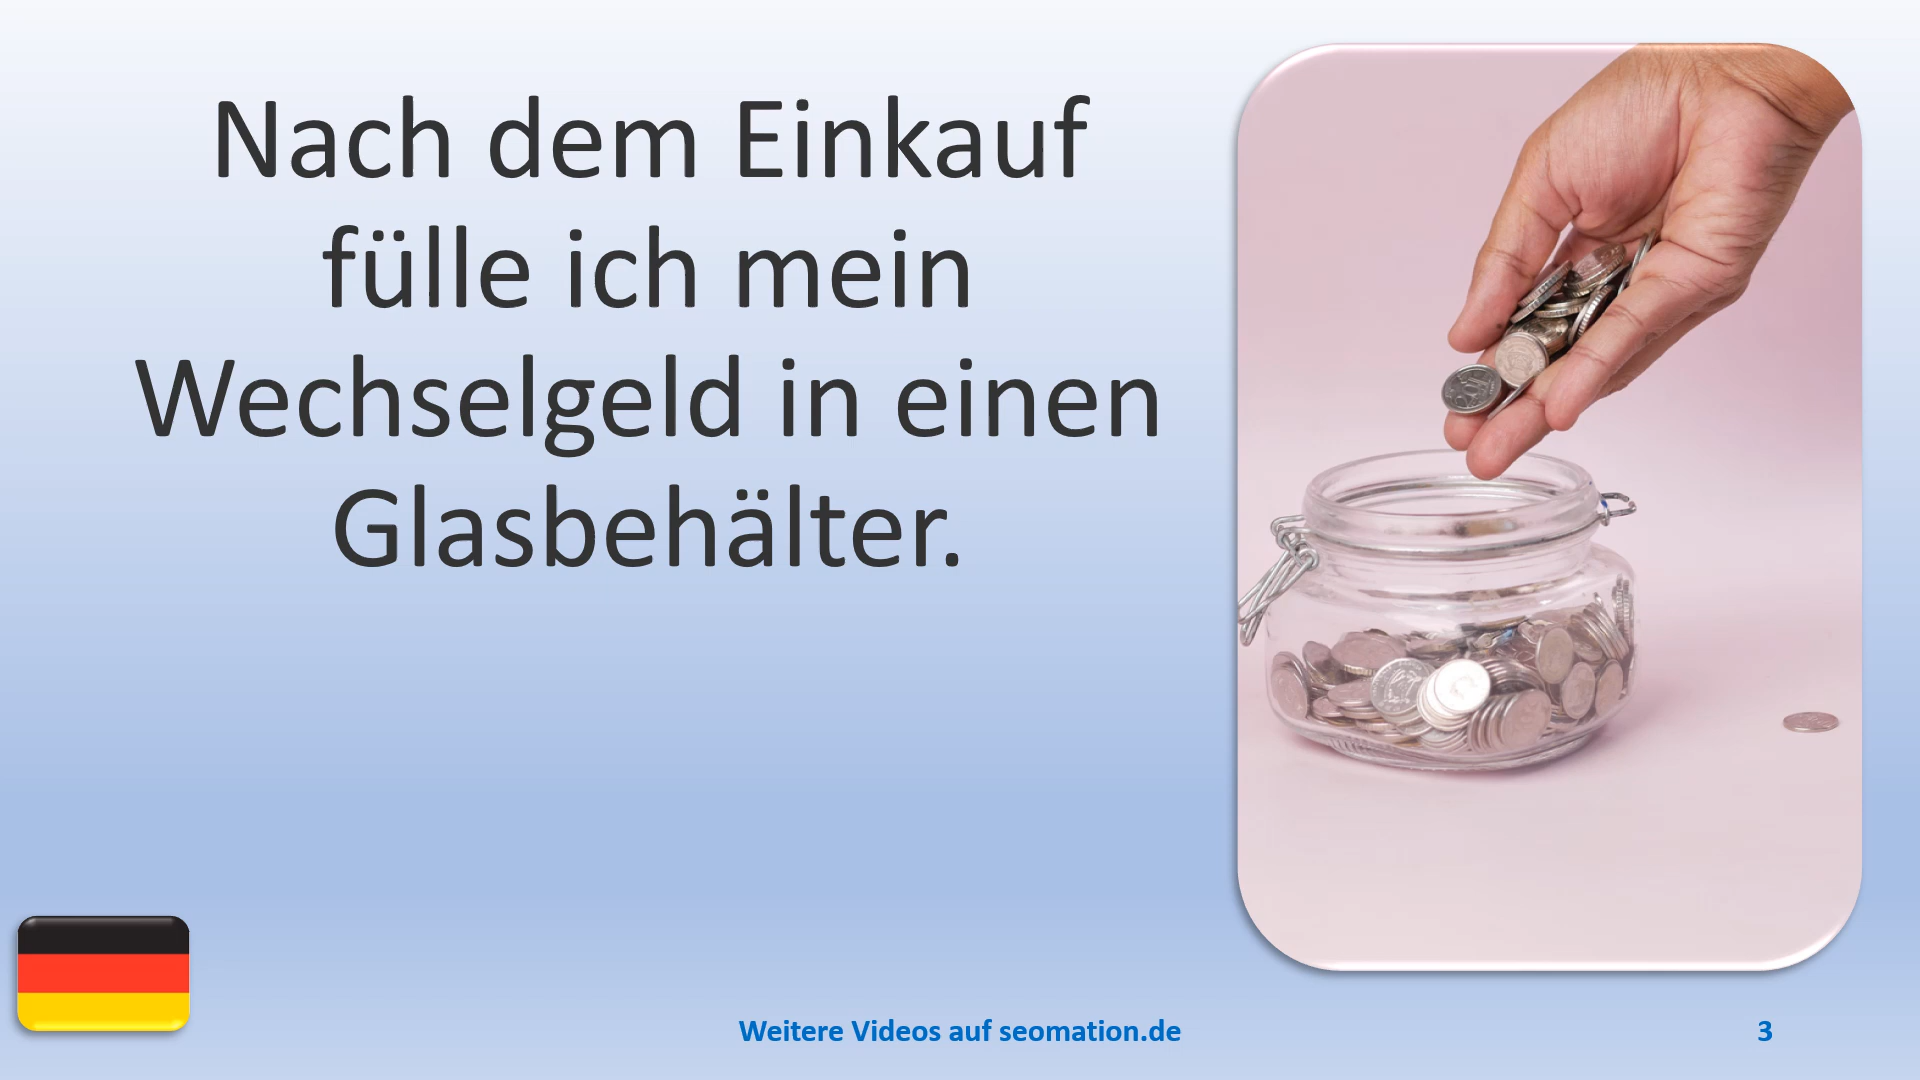 Nach dem Einkauf
fülle ich mein
Wechselgeld in einen
Glasbehälter.
Weitere Videos auf seomation.de
3